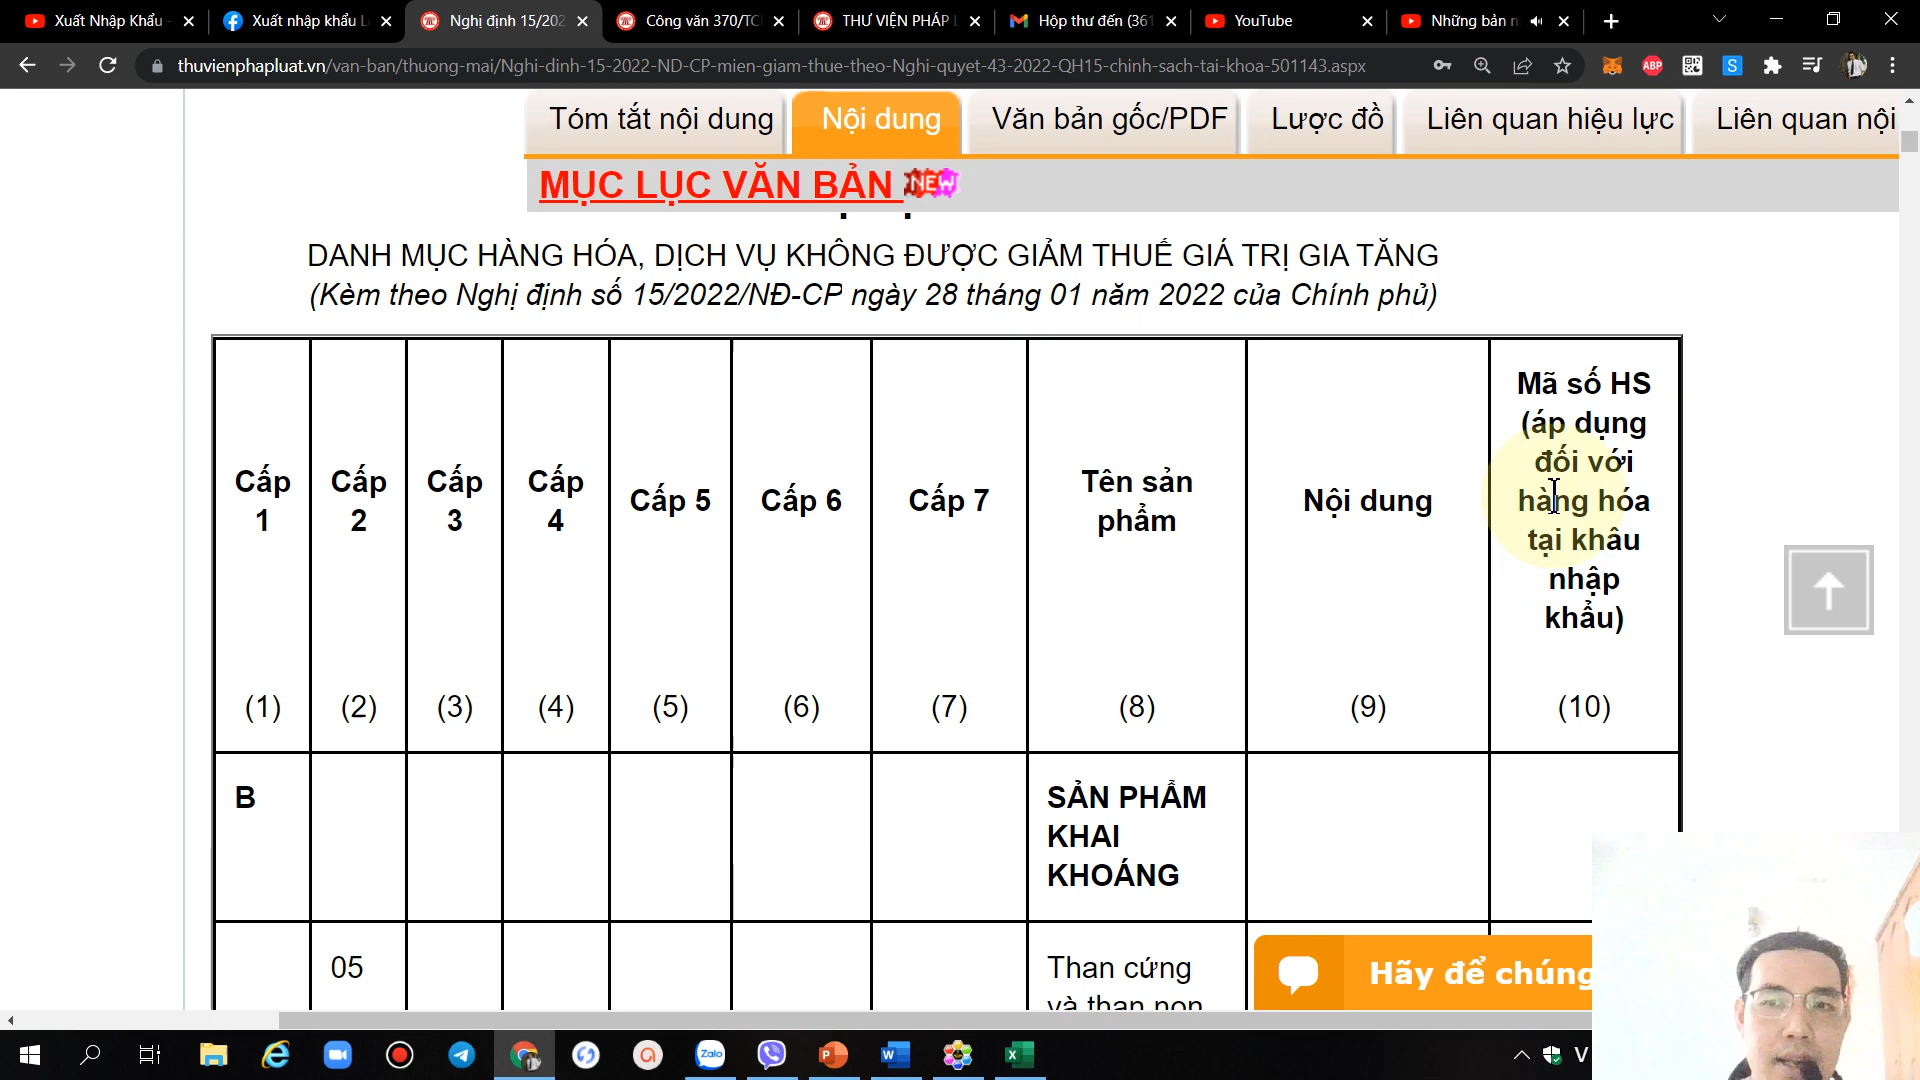 Xuất Nhập Khẩu
Xuất nhập khẩu L
Nghị định 15/202
Công văn 370/TC
THƯ VIỆN PHÁP L
Hộp thư đến (361
YouTube
Những bản n
thuvienphapluat.vn/van-ban/thuong-mai/Nghi-dinh-15-2022-ND-CP-mien-giam-thue-theo-Nghi-quyet-43-2022-QH15-chinh-sach-tai-khoa-501143.aspx
ABP
S
Tóm tắt nội dung
Nội dung
Văn bản gốc/PDF
Lược đồ
Liên quan hiệu lực
Liên quan nội
MỤC LỤC VĂN BẢN NEW
DANH MỤC HÀNG HÓA, DỊCH VỤ KHÔNG ĐƯỢC GIẢM THUẾ GIÁ TRỊ GIA TĂNG
(Kèm theo Nghị định số 15/2022/NĐ-CP ngày 28 tháng 01 năm 2022 của Chính phủ)
Cấp 1
Cấp 2
Cấp 3
Cấp 4
Cấp 5
Cấp 6
Cấp 7
Tên sản
phẩm
Nội dung
Mã số HS
(áp dụng
đối với
hàng hóa
tại khâu
nhập
khẩu)
(1) (2) (3) (4) (5) (6) (7) (8) (9) (10)
B
SẢN PHẨM
KHAI
KHOÁNG
05
Than cứng
và than non
Hãy để chúng
Zalo
V